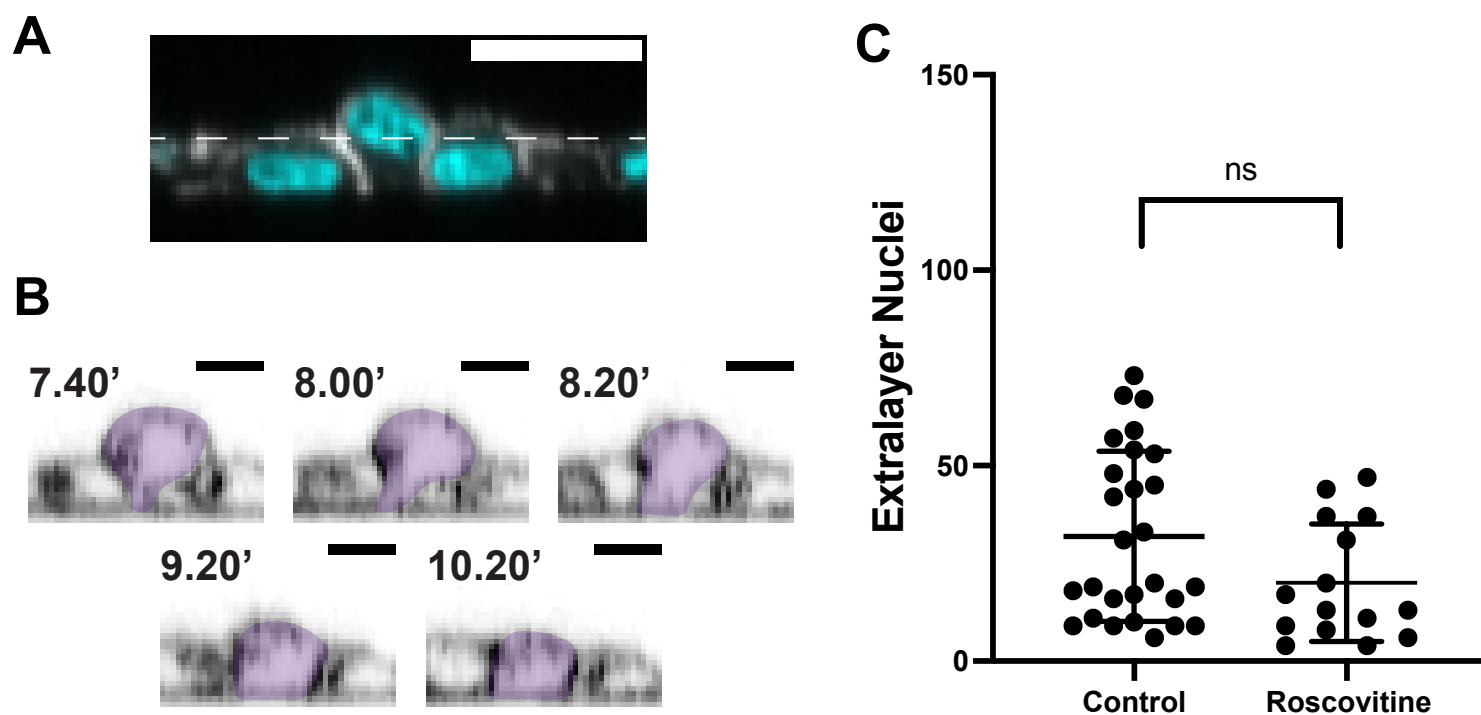 A
B
7.40’
8.00’
8.20’
9.20’
10.20’
C
150
100
50
0
Extralayer Nuclei
ns
Control
Roscovitine